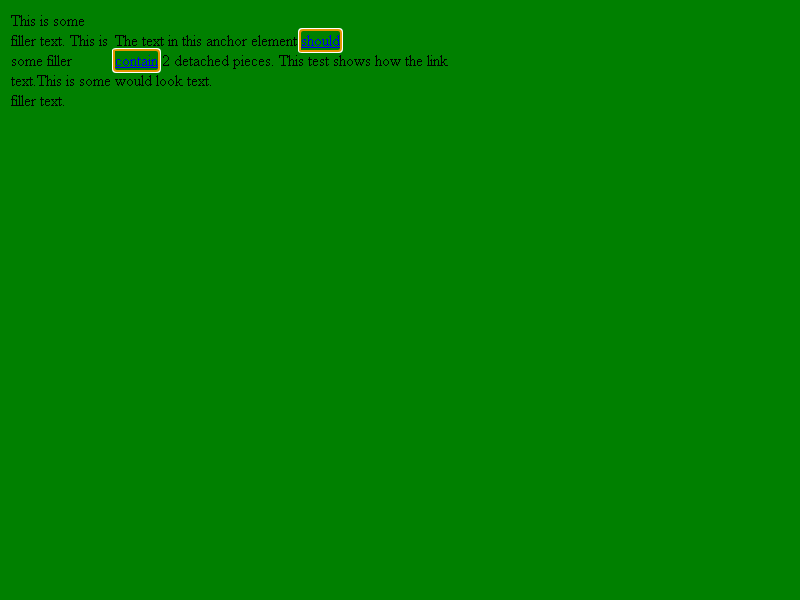 This is some
filler text. This is The text in this anchor element should
some filler contain 2 detached pieces. This test shows how the link
text.This is some would look text.
filler text.